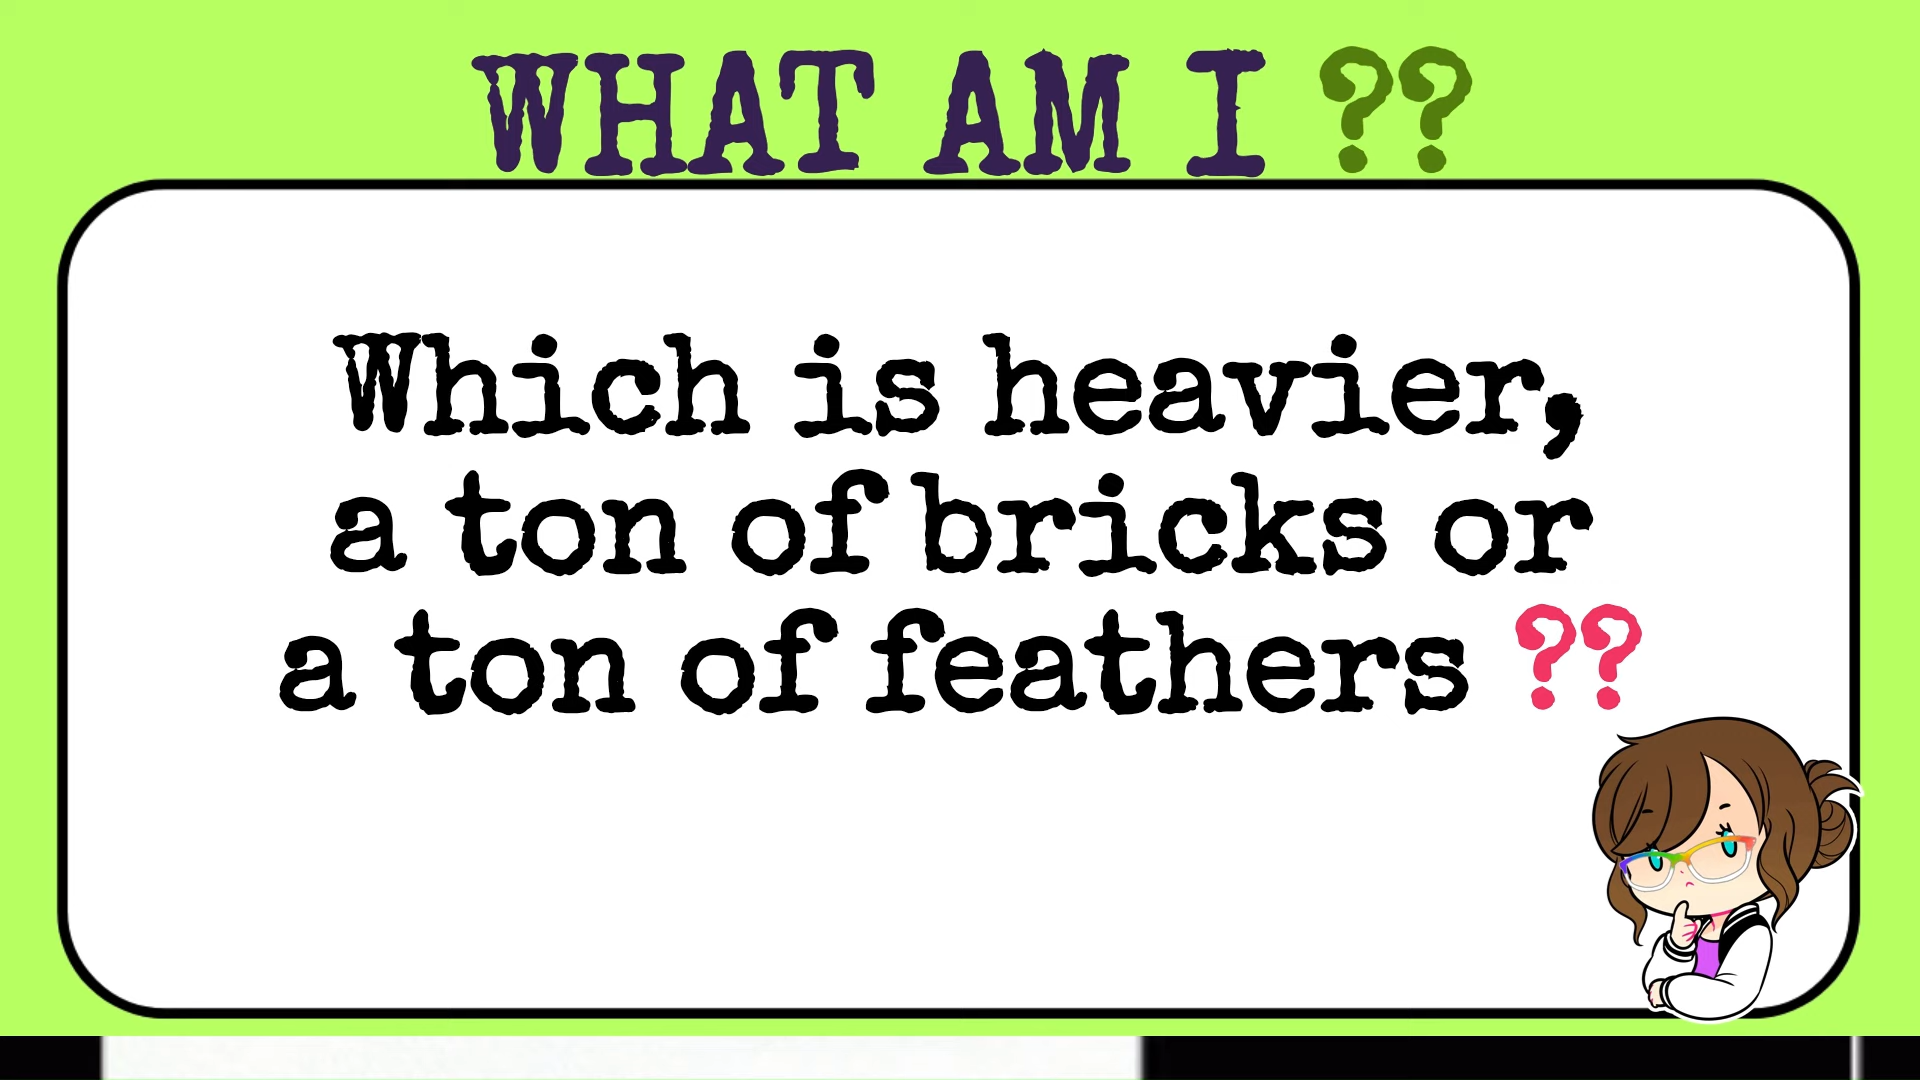 WHAT AM I ??
Which is heavier,
a ton of bricks or
a ton of feathers ??